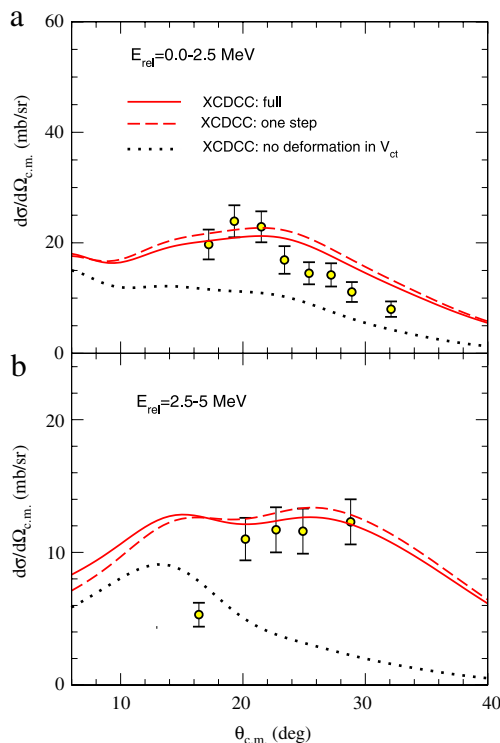 a
60
E_rel=0.0-2.5 MeV
XCDCC: full
XCDCC: one step
XCDCC: no deformation in V_ct
40
20
0
dσ/dΩ_c.m. (mb/sr)
b
E_rel=2.5-5 MeV
20
10
0
dσ/dΩ_c.m. (mb/sr)
10 20 30 40
θ_c.m. (deg)